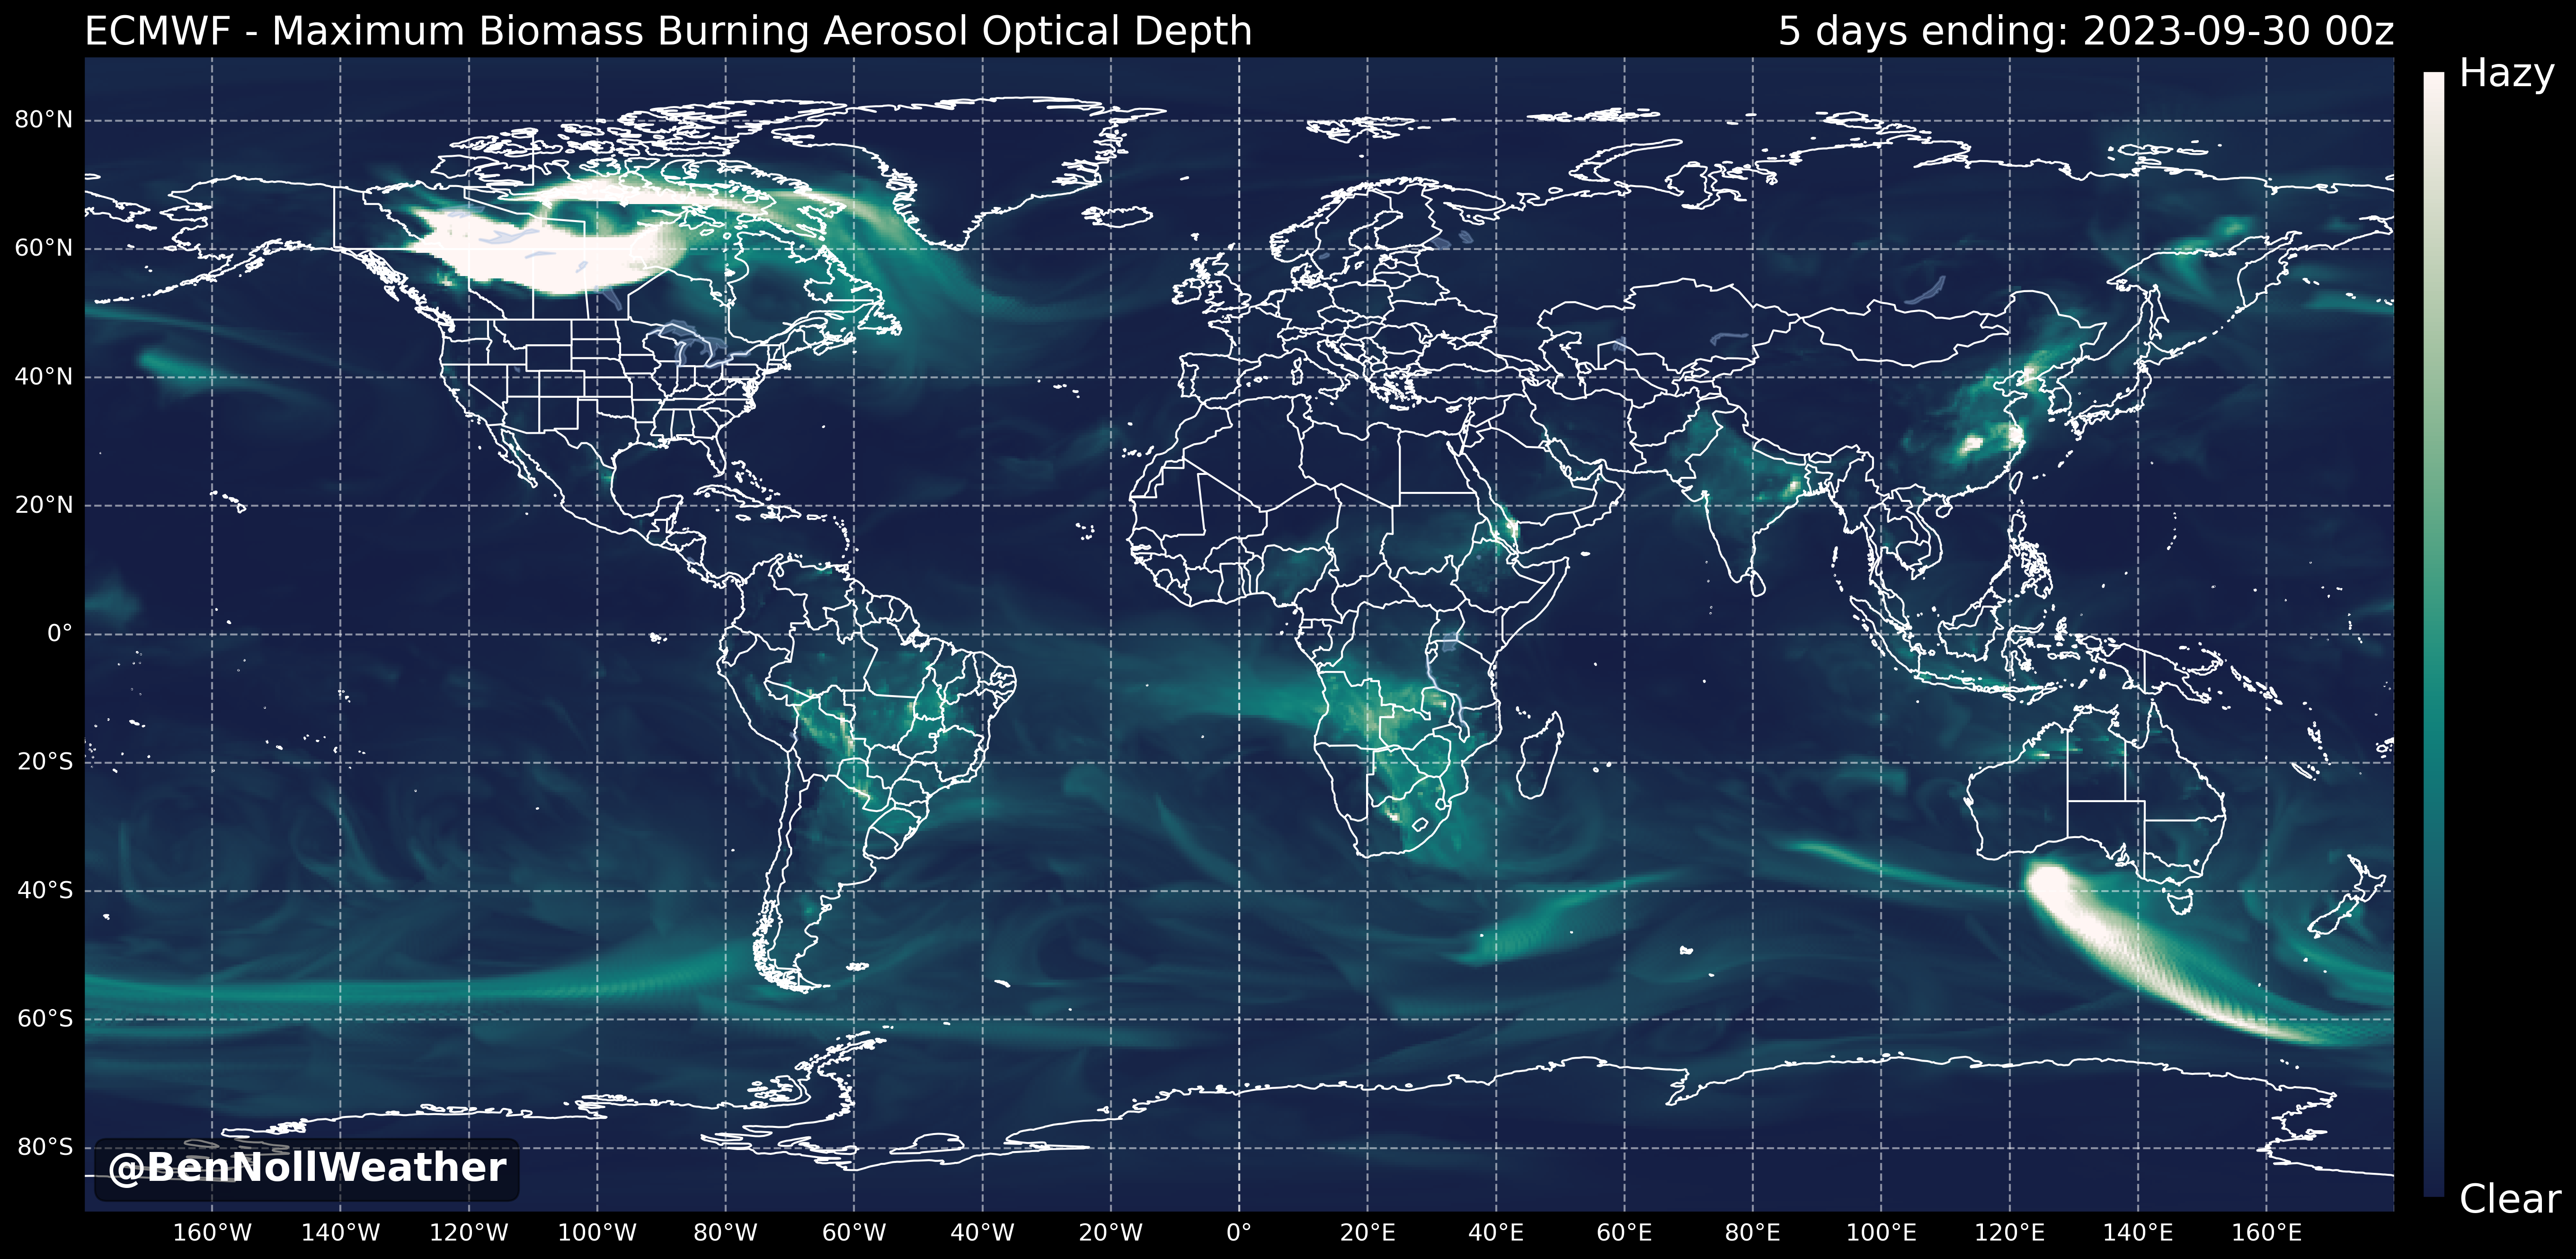 ECMWF - Maximum Biomass Burning Aerosol Optical Depth
5 days ending: 2023-09-30 00z
Hazy
80°N
60°N
40°N
20°N
0°
20°S
40°S
60°S
80°S
@BenNollWeather
Clear
160°W 140°W 120°W 100°W 80°W 60°W 40°W 20°W 0° 20°E 40°E 60°E 80°E 100°E 120°E 140°E 160°E